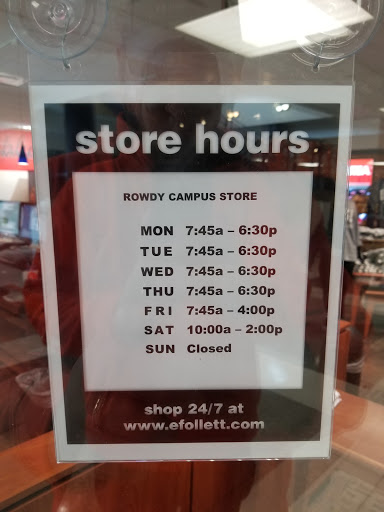 store hours
ROWDY CAMPUS STORE
MON 7:45a – 6:30p
TUE 7:45a – 6:30p
WED 7:45a – 6:30p
THU 7:45a – 6:30p
FRI 7:45a – 4:00p
SAT 10:00a – 2:00p
SUN Closed
shop 24/7 at
www.efollett.com